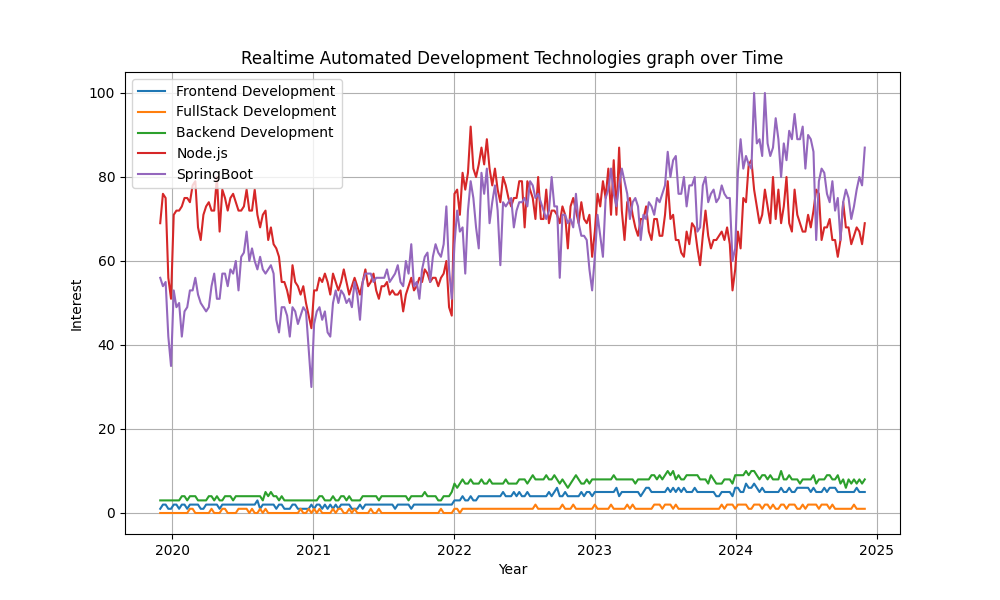 Realtime Automated Development Technologies graph over Time
100
80
60
40
20
0
Interest
Frontend Development
FullStack Development
Backend Development
Node.js
SpringBoot
2020
2021
2022
2023
2024
2025
Year